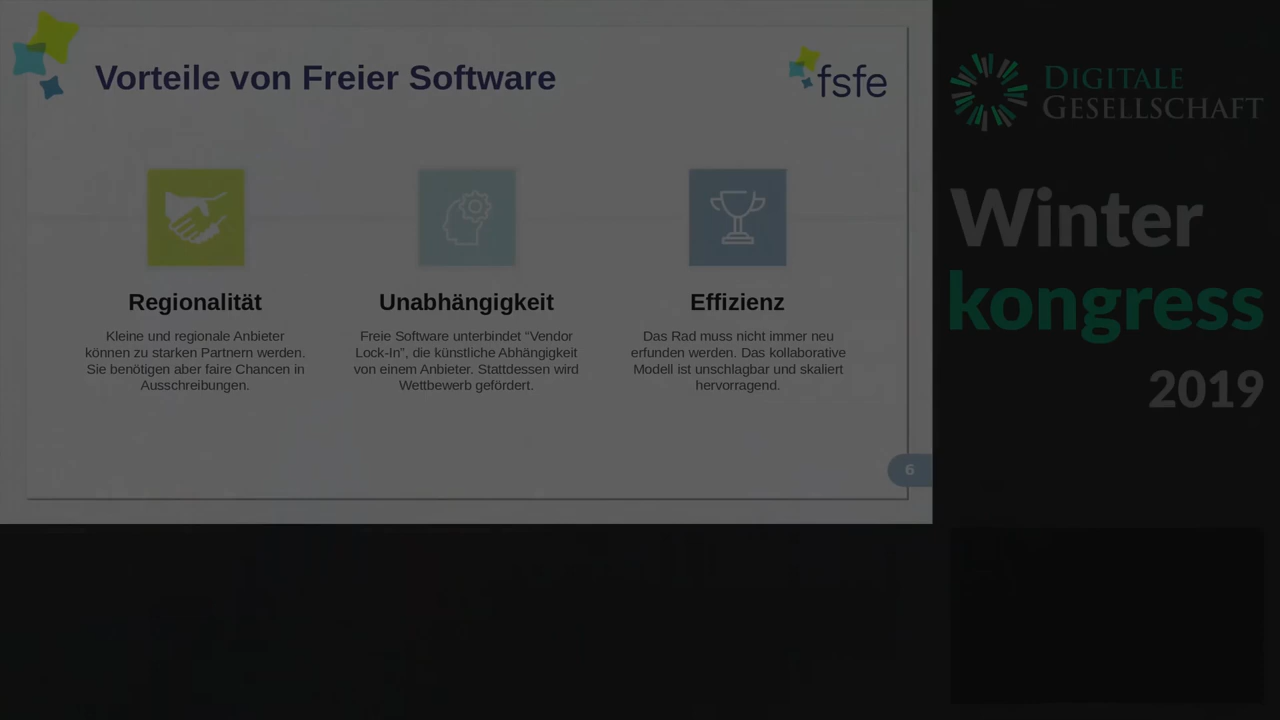 Vorteile von Freier Software
fsfe
Regionalität
Kleine und regionale Anbieter
können zu starken Partnern werden.
Sie benötigen aber faire Chancen in
Ausschreibungen.
Unabhängigkeit
Freie Software unterbindet “Vendor
Lock-In”, die künstliche Abhängigkeit
von einem Anbieter. Stattdessen wird
Wettbewerb gefördert.
Effizienz
Das Rad muss nicht immer neu
erfunden werden. Das kollaborative
Modell ist unschlagbar und skaliert
hervorragend.
6
DIGITALE
GESELLSCHAFT
Winter
kongress
2019